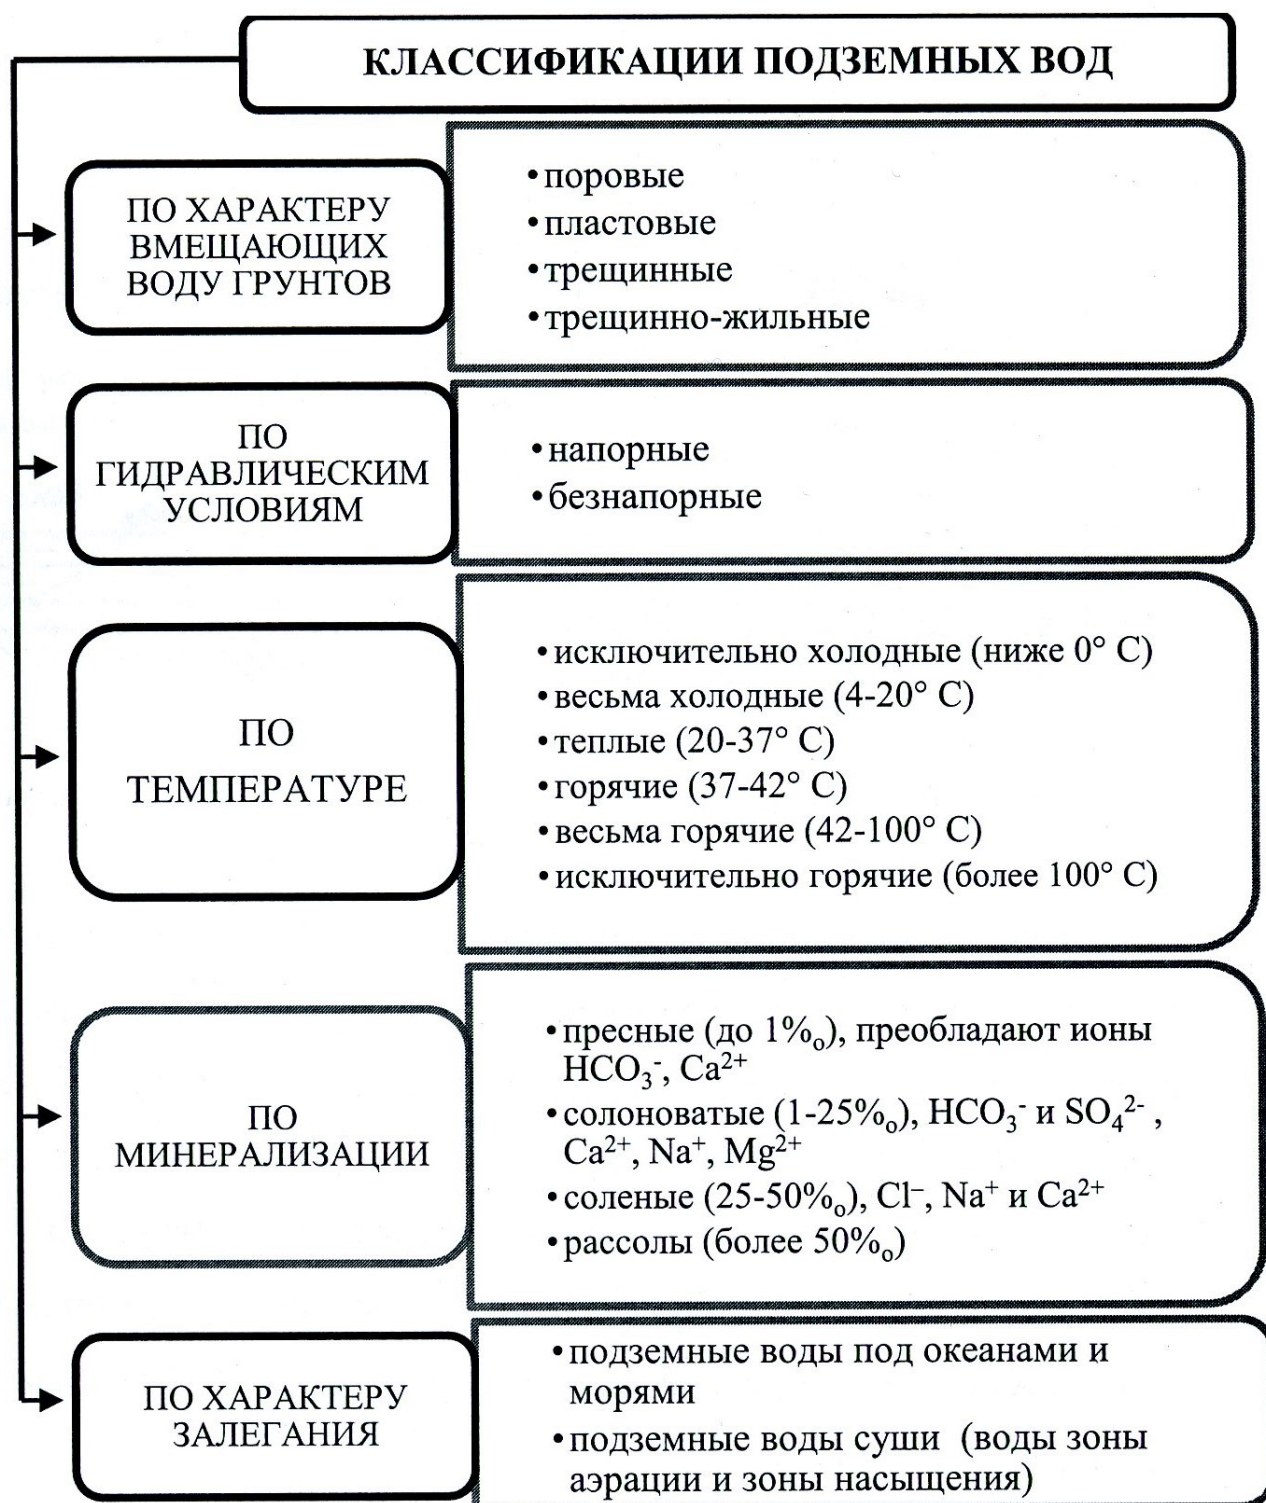 КЛАССИФИКАЦИИ ПОДЗЕМНЫХ ВОД
ПО ХАРАКТЕРУ
ВМЕЩАЮЩИХ
ВОДУ ГРУНТОВ
•поровые
•пластовые
•трещинные
•трещинно-жильные
ПО
ГИДРАВЛИЧЕСКИМ
УСЛОВИЯМ
•напорные
•безнапорные
ПО
ТЕМПЕРАТУРЕ
•исключительно холодные (ниже 0° С)
•весьма холодные (4-20° С)
•теплые (20-37° С)
•горячие (37-42° С)
•весьма горячие (42-100° С)
•исключительно горячие (более 100° С)
ПО
МИНЕРАЛИЗАЦИИ
•пресные (до 1%₀), преобладают ионы
HCO₃⁻, Ca²⁺
•солоноватые (1-25%₀), HCO₃⁻ и SO₄²⁻ ,
Ca²⁺, Na⁺, Mg²⁺
•соленые (25-50%₀), Cl⁻, Na⁺ и Ca²⁺
•рассолы (более 50%₀)
ПО ХАРАКТЕРУ
ЗАЛЕГАНИЯ
•подземные воды под океанами и
морями
•подземные воды суши (воды зоны
аэрации и зоны насыщения)